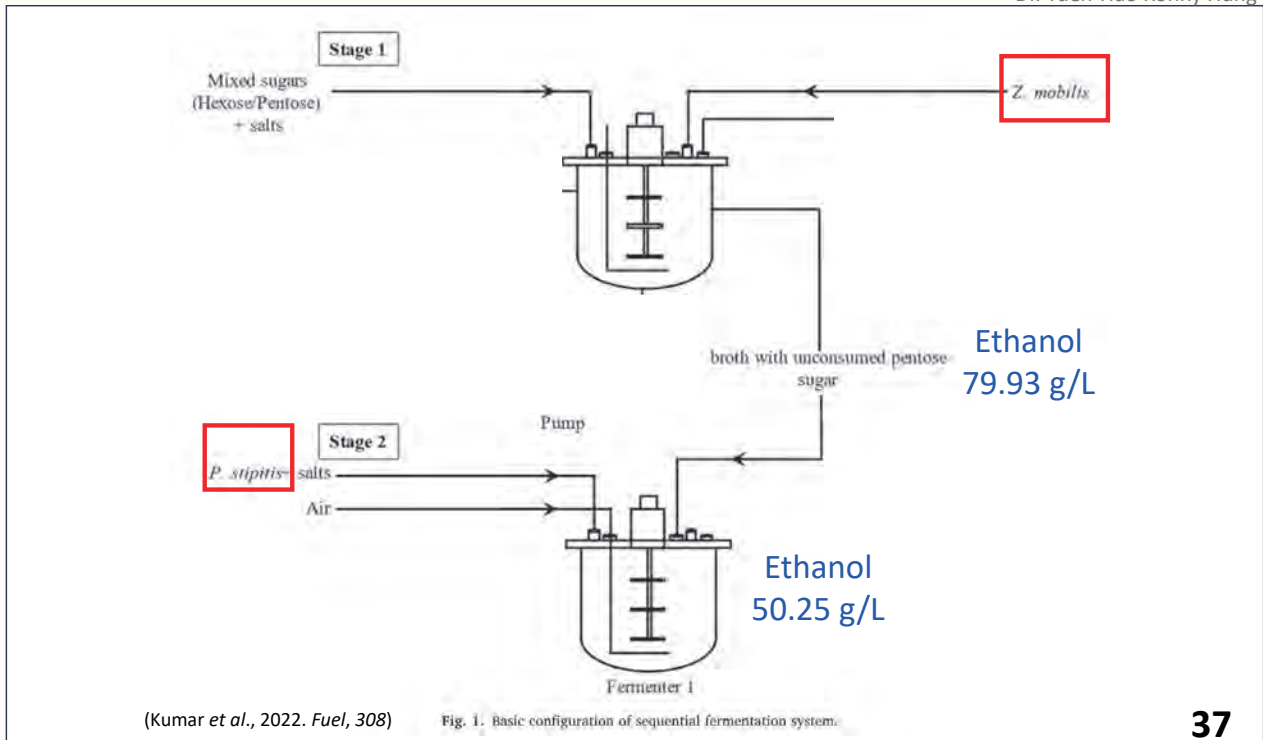 Stage 1
Mixed sugars
(Hexose/Pentose)
+ salts
Z. mobilis
broth with unconsumed pentose
sugar
Ethanol
79.93 g/L
Pump
Stage 2
P. stipitis- salts
Air
Ethanol
50.25 g/L
Fermenter 1
(Kumar et al., 2022. Fuel, 308)
Fig. 1. Basic configuration of sequential fermentation system.
37